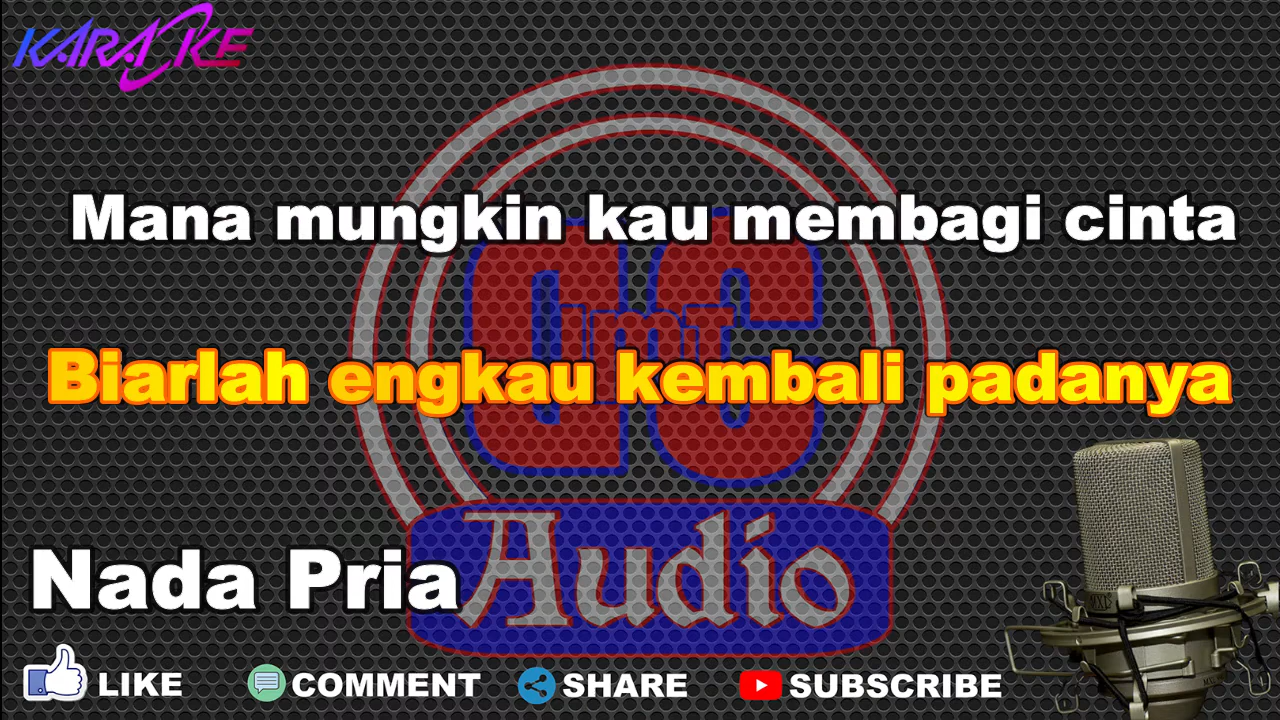 KARAOKE
Mana mungkin kau membagi cinta
Biarlah engkau kembali padanya
Nada Pria
Audio
LIKE
COMMENT
SHARE
SUBSCRIBE